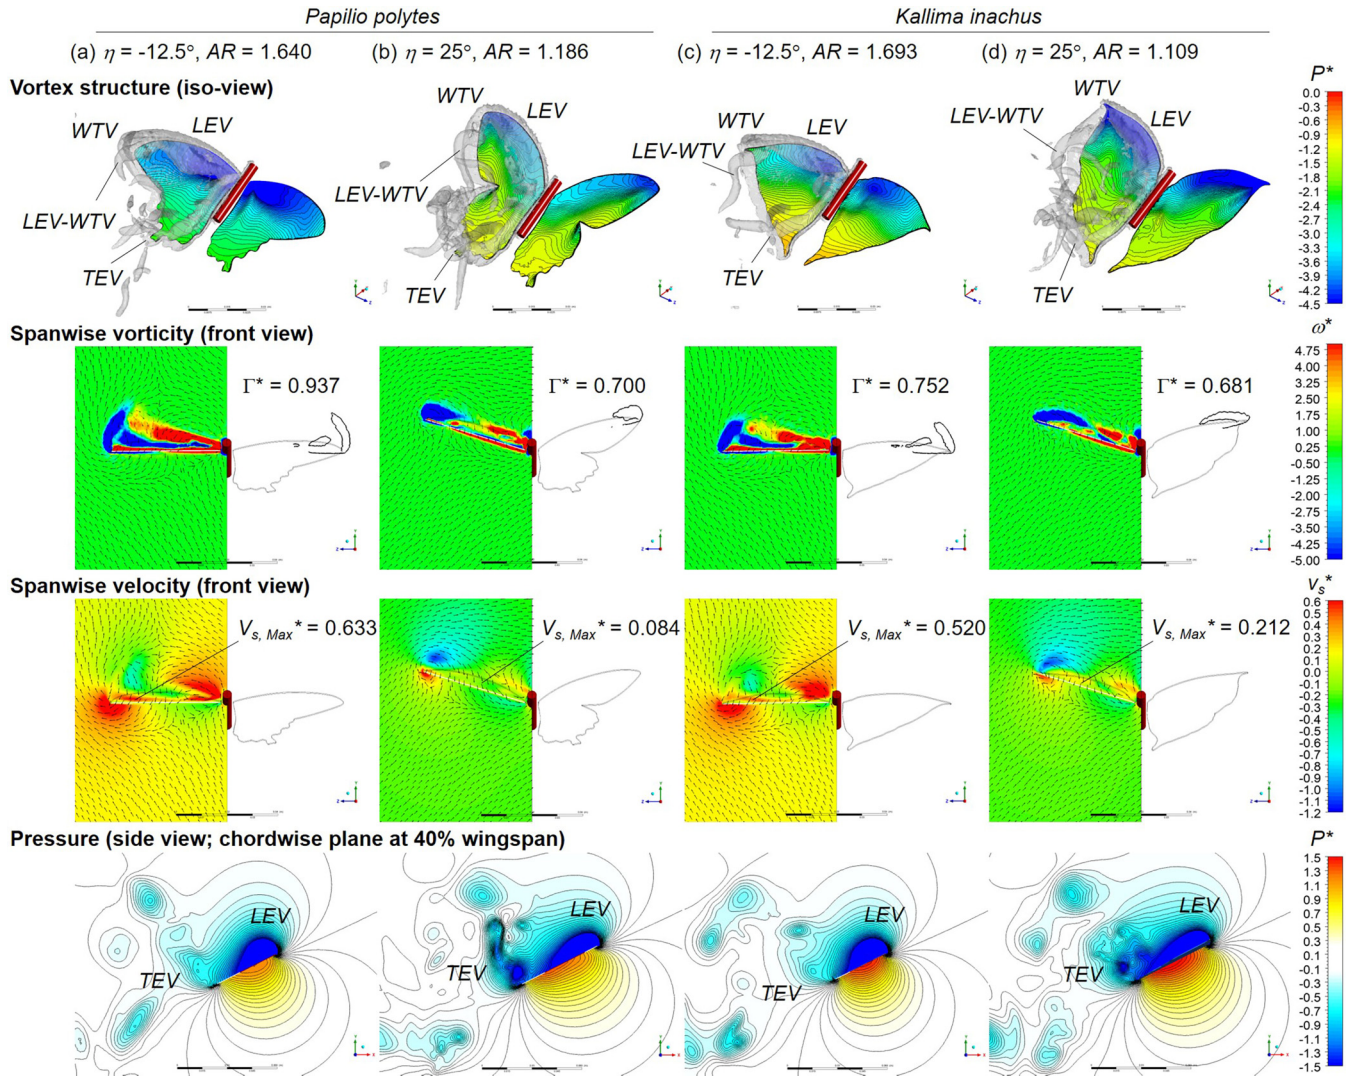 Papilio polytes
Kallima inachus
(a) η = -12.5°, AR = 1.640
(b) η = 25°, AR = 1.186
(c) η = -12.5°, AR = 1.693
(d) η = 25°, AR = 1.109
Vortex structure (iso-view)
P*
WTV
LEV
LEV-WTV
TEV
WTV
LEV
LEV-WTV
TEV
WTV
LEV
LEV-WTV
TEV
WTV
LEV
LEV-WTV
TEV
0.0
-0.3
-0.6
-0.9
-1.2
-1.5
-1.8
-2.1
-2.4
-2.7
-3.0
-3.3
-3.6
-3.9
-4.2
-4.5
Spanwise vorticity (front view)
ω*
Γ* = 0.937
Γ* = 0.700
Γ* = 0.752
Γ* = 0.681
4.75
4.00
3.25
2.50
1.75
1.00
0.25
-0.50
-1.25
-2.00
-2.75
-3.50
-4.25
-5.00
Spanwise velocity (front view)
Vs*
Vs, Max* = 0.633
Vs, Max* = 0.084
Vs, Max* = 0.520
Vs, Max* = 0.212
0.6
0.5
0.4
0.3
0.2
0.1
0.0
-0.1
-0.2
-0.3
-0.5
-0.6
-0.7
-0.8
-0.9
-1.0
-1.1
-1.2
Pressure (side view; chordwise plane at 40% wingspan)
P*
LEV
TEV
LEV
TEV
LEV
TEV
LEV
TEV
1.5
1.3
1.1
0.9
0.7
0.5
0.3
0.1
-0.1
-0.3
-0.5
-0.7
-0.9
-1.1
-1.3
-1.5